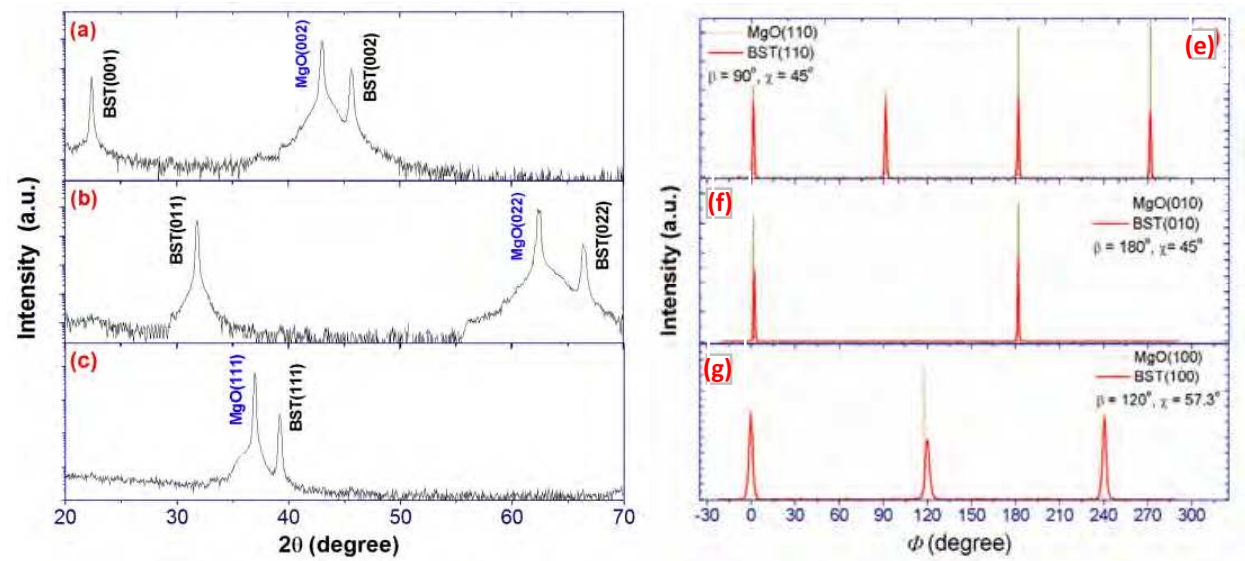 (a)
BST(001)
MgO(002)
BST(002)
(b)
BST(011)
MgO(022)
BST(022)
(c)
MgO(111)
BST(111)
Intensity (a.u.)
20 30 40 50 60 70
2θ (degree)
(e)
MgO(110)
BST(110)
β = 90°, χ = 45°
(f)
MgO(010)
BST(010)
β = 180°, χ= 45°
(g)
MgO(100)
BST(100)
β = 120°, χ = 57.3°
Intensity (a.u.)
-30 0 30 60 90 120 150 180 210 240 270 300
Φ (degree)